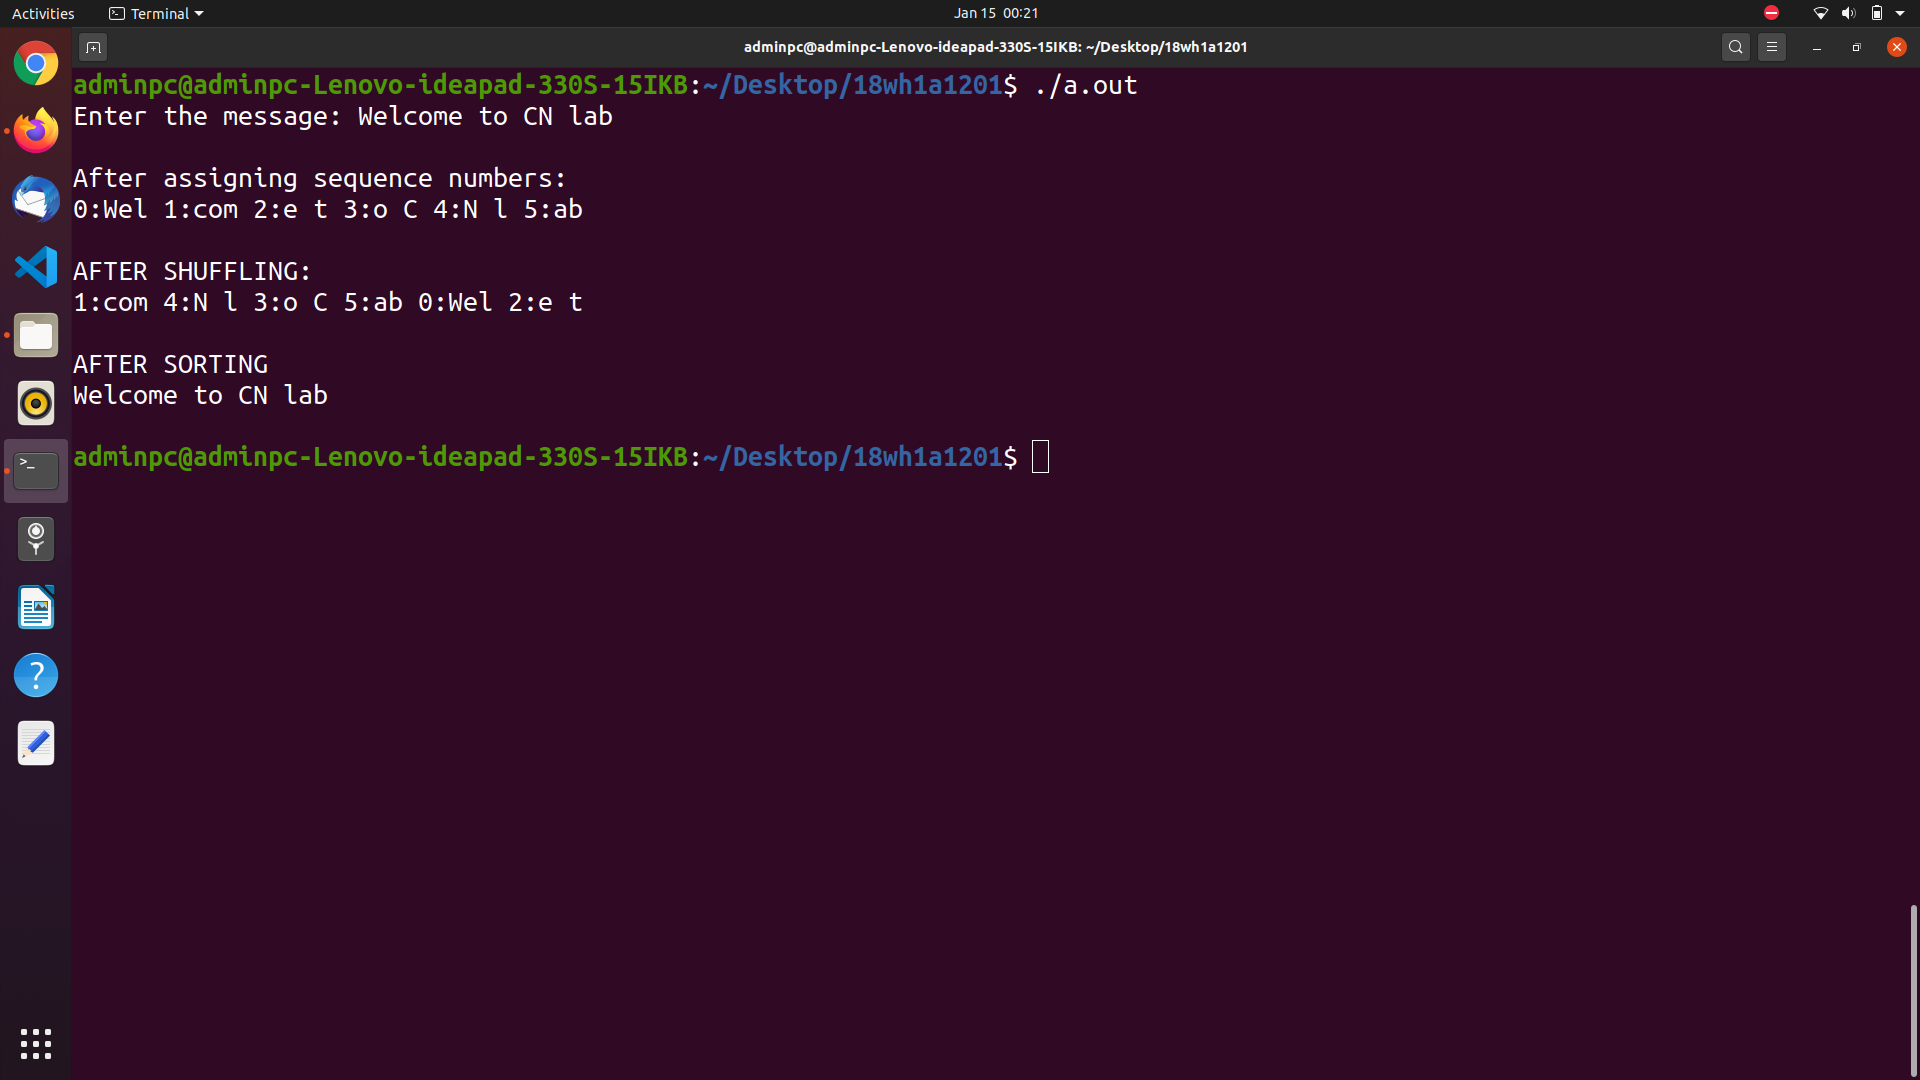 Activities Terminal Jan 15 00:21
adminpc@adminpc-Lenovo-ideapad-330S-15IKB: ~/Desktop/18wh1a1201
adminpc@adminpc-Lenovo-ideapad-330S-15IKB:~/Desktop/18wh1a1201$ ./a.out
Enter the message: Welcome to CN lab
After assigning sequence numbers:
0:Wel 1:com 2:e t 3:o C 4:N l 5:ab
AFTER SHUFFLING:
1:com 4:N l 3:o C 5:ab 0:Wel 2:e t
AFTER SORTING
Welcome to CN lab
adminpc@adminpc-Lenovo-ideapad-330S-15IKB:~/Desktop/18wh1a1201$